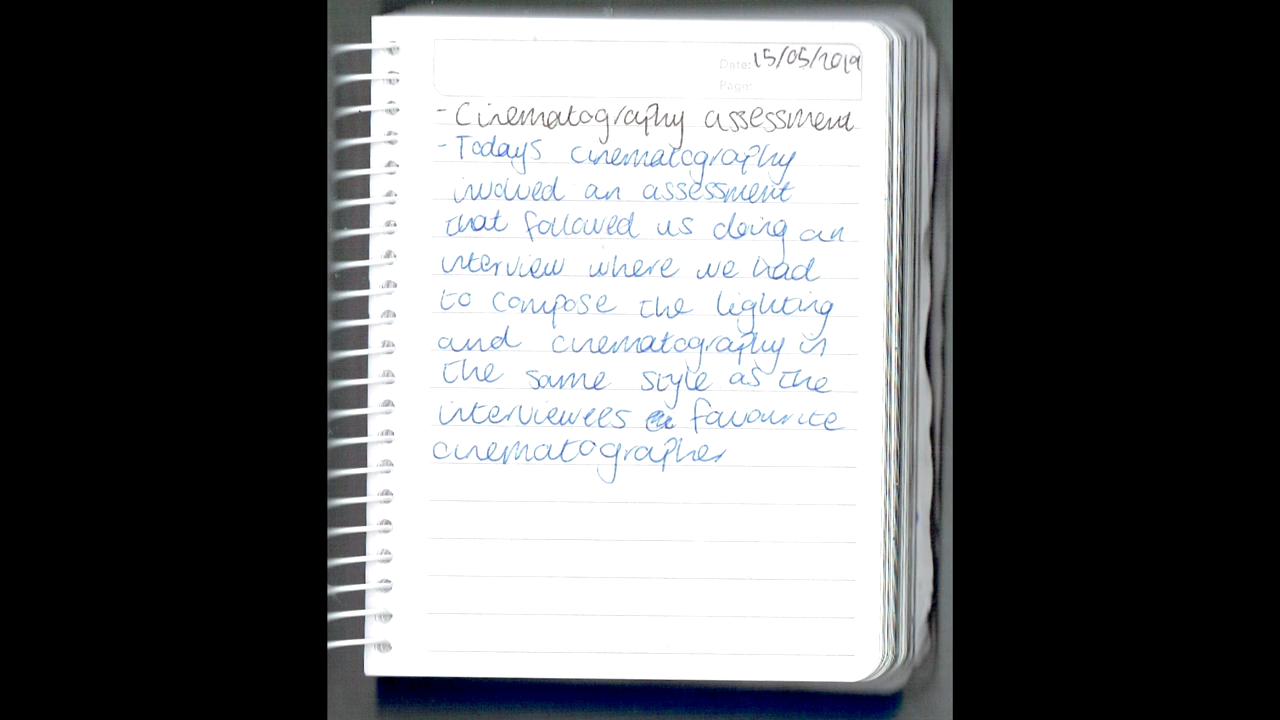 Date: 15/05/2019
Page:
- Cinematography assessment
- Todays cinematography
involved an assessment
that followed us doing an
interview where we had
to compose the lighting
and cinematography in
the same style as the
interviewees favourite
cinematographer